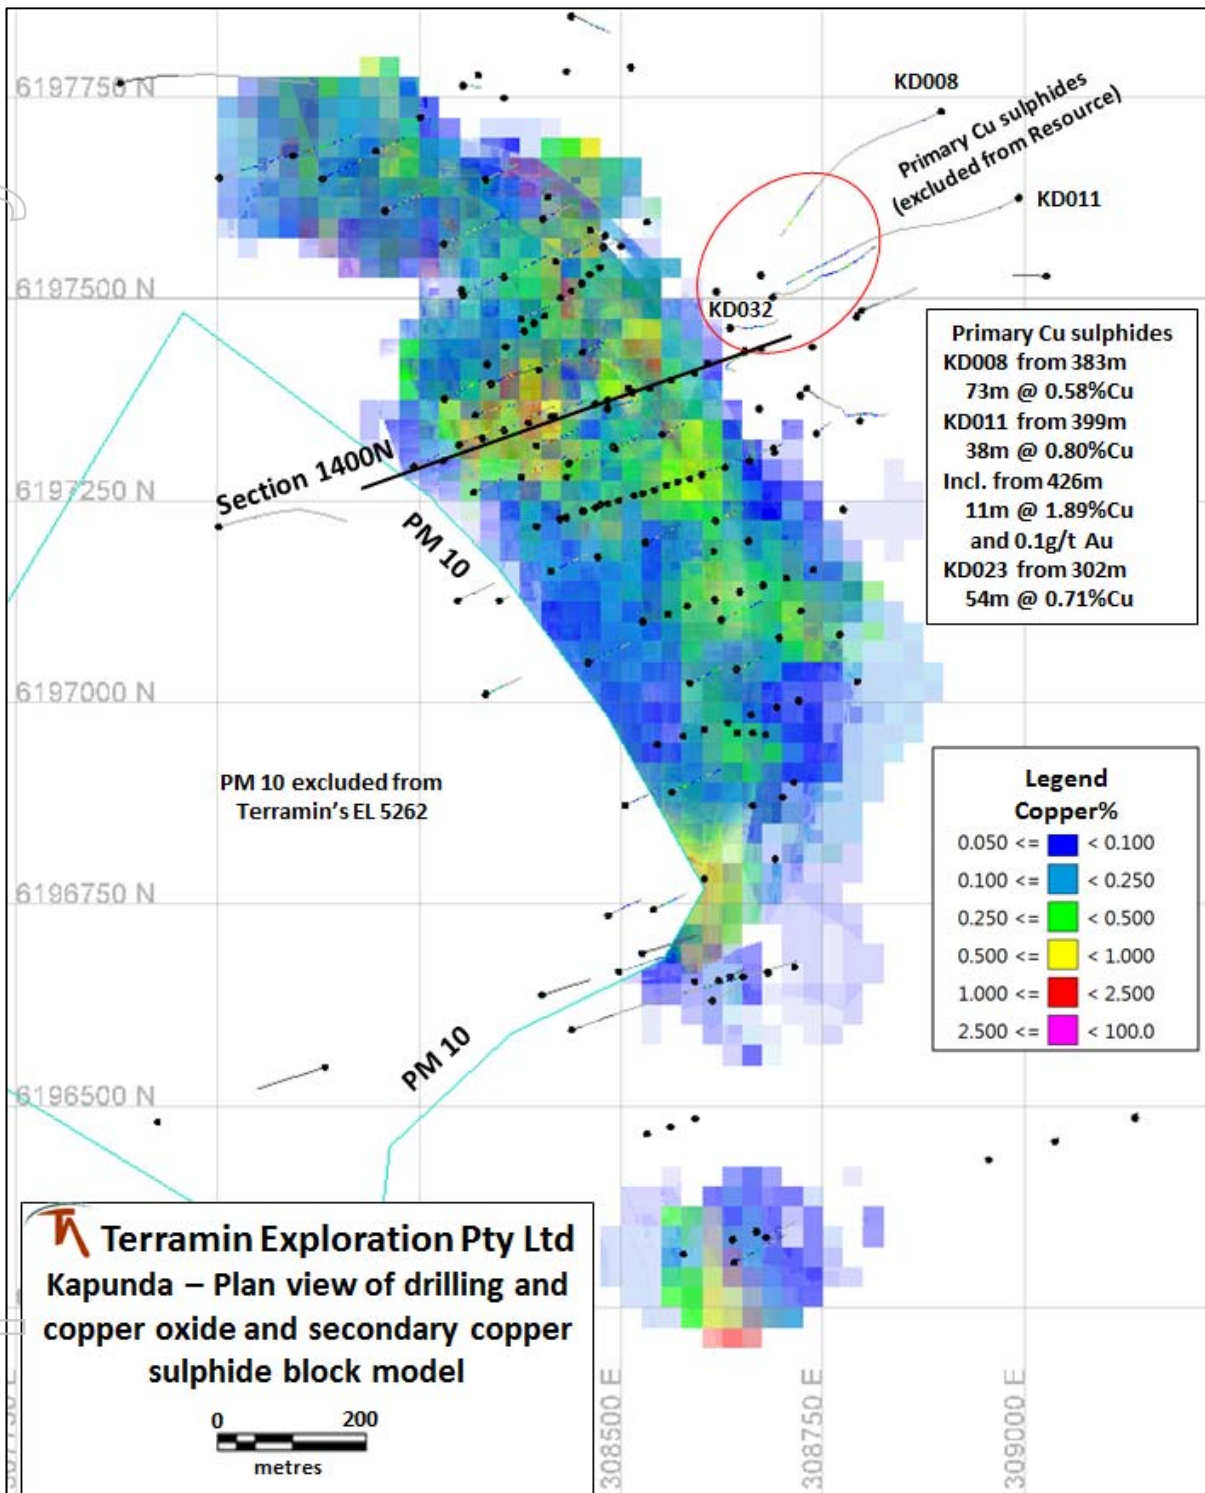 6197750 N
KD008
Primary Cu sulphides
(excluded from Resource)
KD011
6197500 N
KD032
Primary Cu sulphides
KD008 from 383m
73m @ 0.58%Cu
KD011 from 399m
38m @ 0.80%Cu
Incl. from 426m
11m @ 1.89%Cu
and 0.1g/t Au
KD023 from 302m
54m @ 0.71%Cu
Section 1400N
6197250 N
PM 10
6197000 N
PM 10 excluded from
Terramin's EL 5262
Legend
Copper%
0.050 <= < 0.100
0.100 <= < 0.250
0.250 <= < 0.500
0.500 <= < 1.000
1.000 <= < 2.500
2.500 <= < 100.0
6196750 N
PM 10
6196500 N
Terramin Exploration Pty Ltd
Kapunda – Plan view of drilling and
copper oxide and secondary copper
sulphide block model
0 200
metres
308500 E
308750 E
309000 E